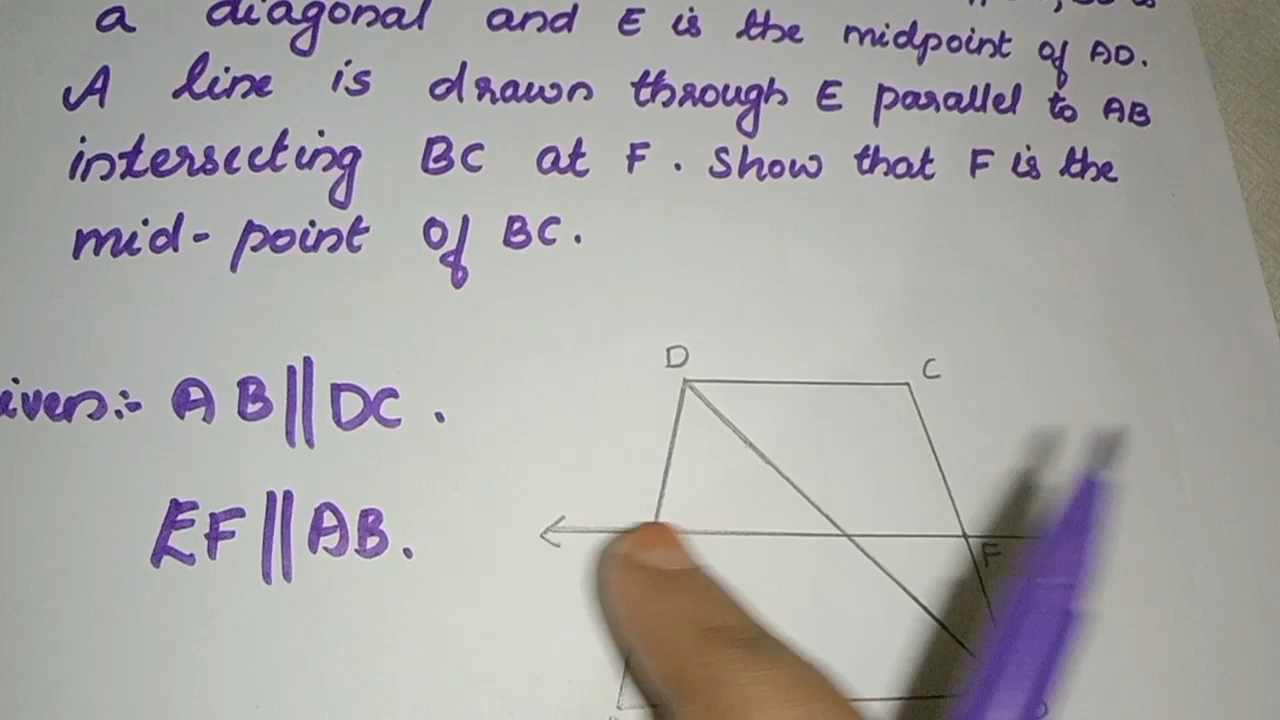 a diagonal and E is the midpoint of AD.
A line is drawn through E parallel to AB
intersecting BC at F. Show that F is the
mid-point of BC.
D
C
ivens:- AB||DC.
EF||AB.
F